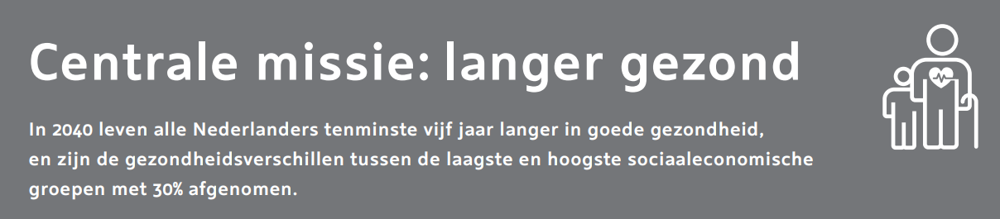 Centrale missie: langer gezond
In 2040 leven alle Nederlanders tenminste vijf jaar langer in goede gezondheid,
en zijn de gezondheidsverschillen tussen de laagste en hoogste sociaaleconomische
groepen met 30% afgenomen.